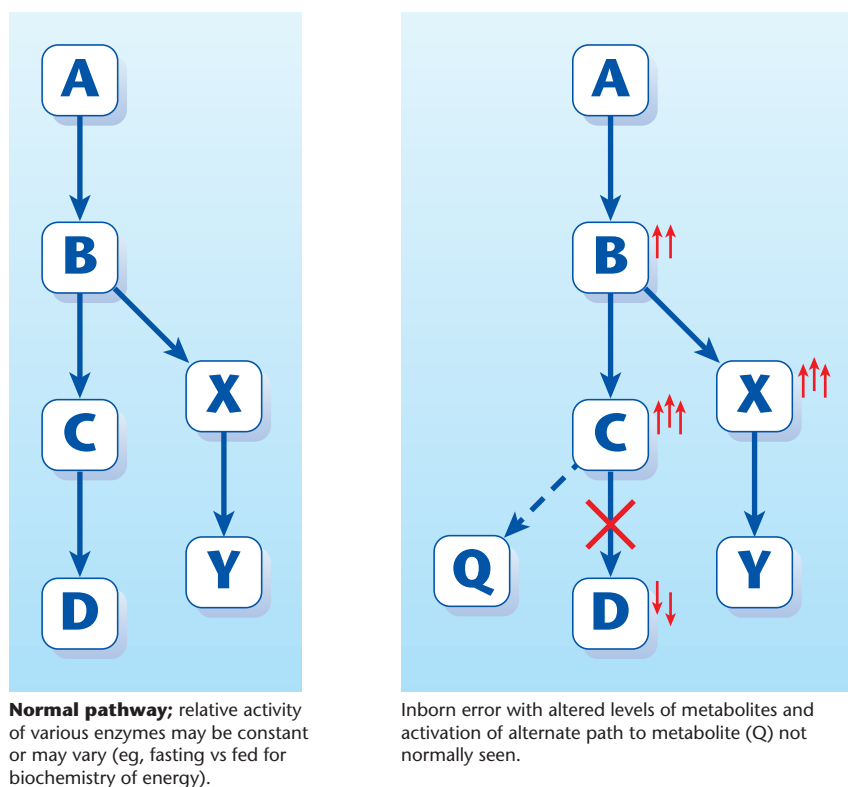 A
B
X
C
Y
D
Normal pathway; relative activity
of various enzymes may be constant
or may vary (eg, fasting vs fed for
biochemistry of energy).
A
B
X
C
Q
Y
D
Inborn error with altered levels of metabolites and
activation of alternate path to metabolite (Q) not
normally seen.